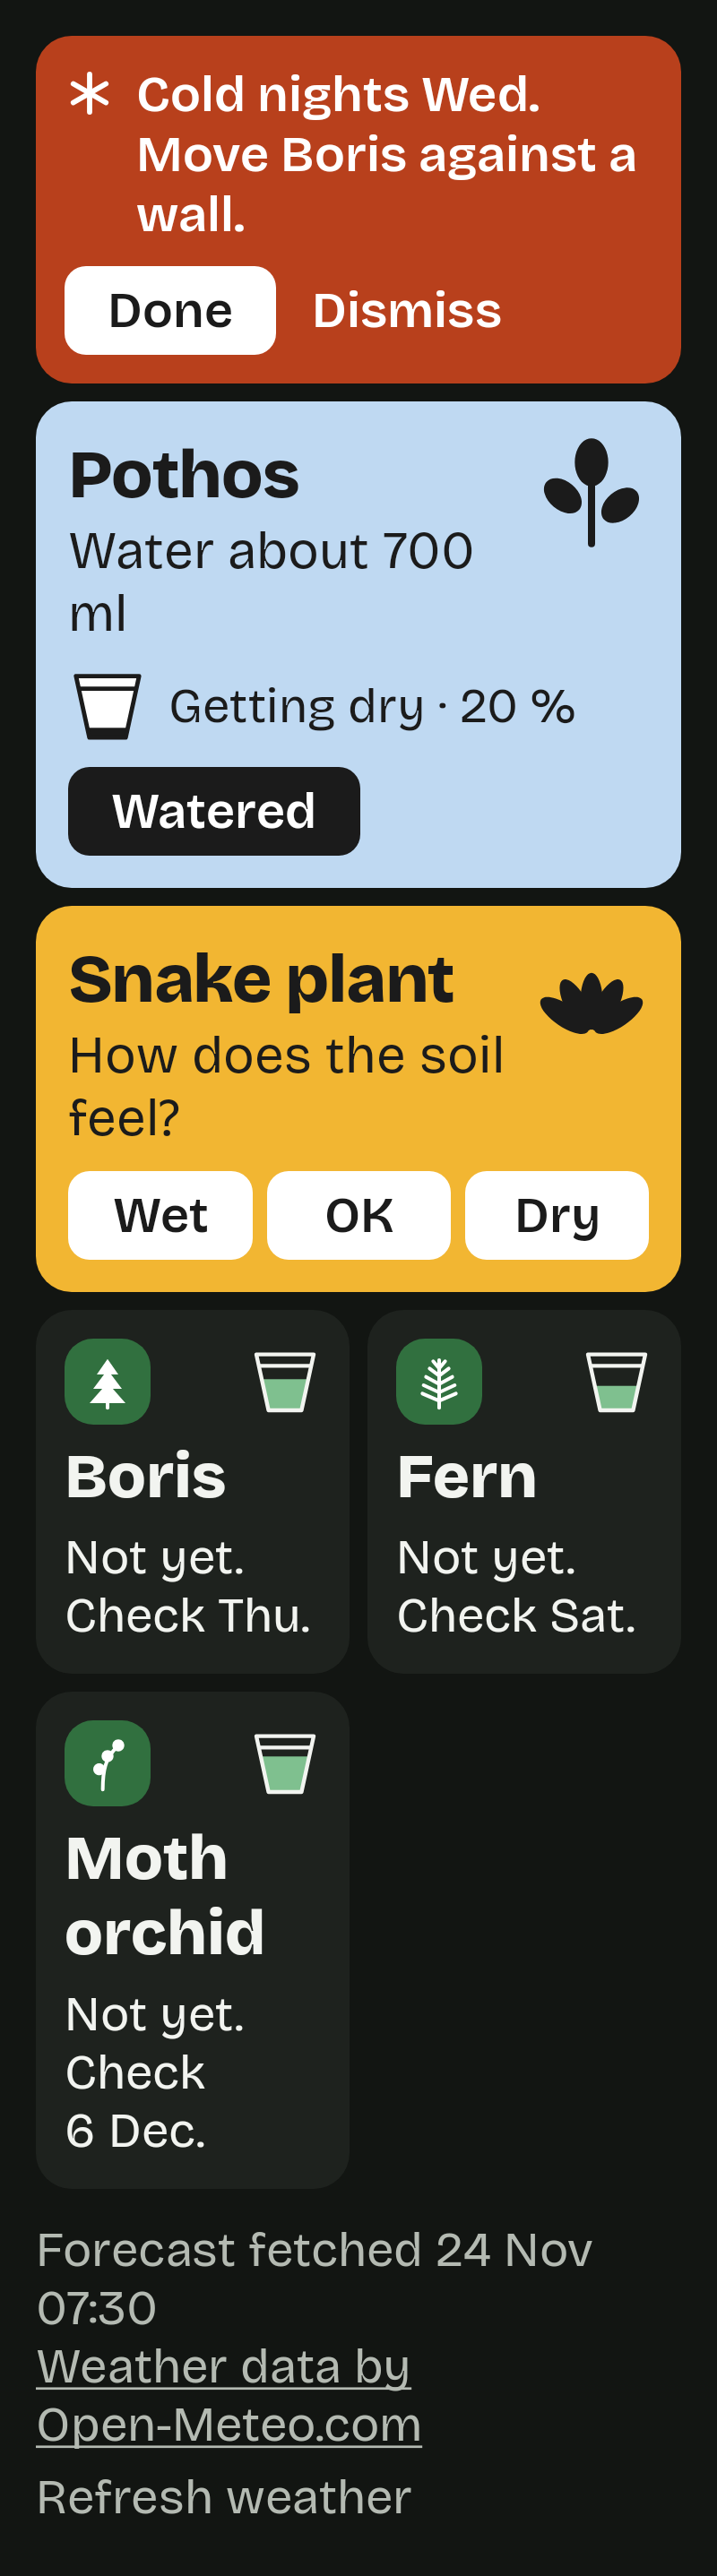 Cold nights Wed.
Move Boris against a
wall.
Done Dismiss
Pothos
Water about 700
ml
Getting dry · 20 %
Watered
Snake plant
How does the soil
feel?
Wet OK Dry
Boris
Not yet.
Check Thu.
Fern
Not yet.
Check Sat.
Moth
orchid
Not yet.
Check
6 Dec.
Forecast fetched 24 Nov
07:30
Weather data by
Open-Meteo.com
Refresh weather